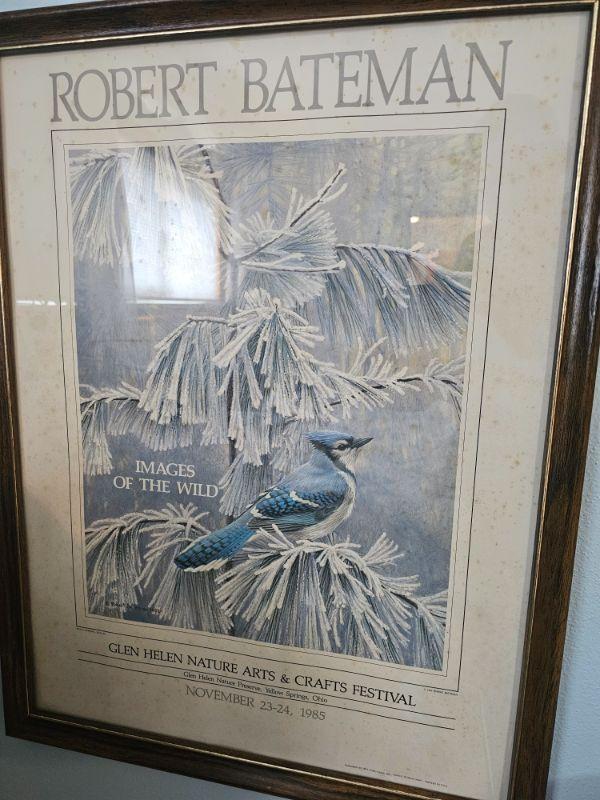 ROBERT BATEMAN
IMAGES
OF THE WILD
GLEN HELEN NATURE ARTS & CRAFTS FESTIVAL
Glen Helen Nature Preserve, Yellow Springs, Ohio
NOVEMBER 23-24, 1985